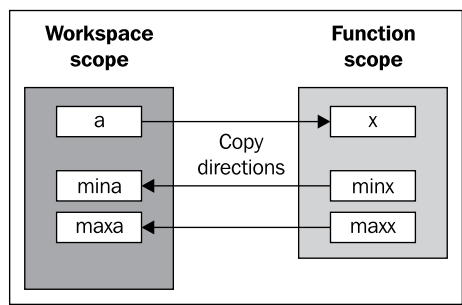 Workspace
scope
Function
scope
a
x
Copy
directions
mina
minx
maxa
maxx